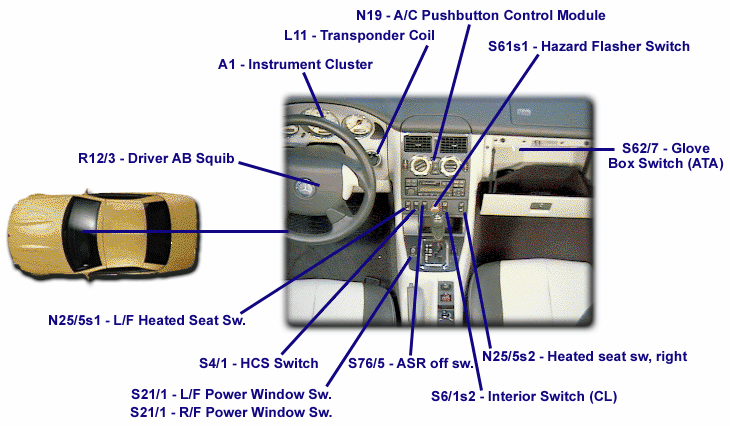 N19 - A/C Pushbutton Control Module
L11 - Transponder Coil
S61s1 - Hazard Flasher Switch
A1 - Instrument Cluster
R12/3 - Driver AB Squib
S62/7 - Glove
Box Switch (ATA)
N25/5s1 - L/F Heated Seat Sw.
S4/1 - HCS Switch
S76/5 - ASR off sw.
N25/5s2 - Heated seat sw, right
S21/1 - L/F Power Window Sw.
S21/1 - R/F Power Window Sw.
S6/1s2 - Interior Switch (CL)